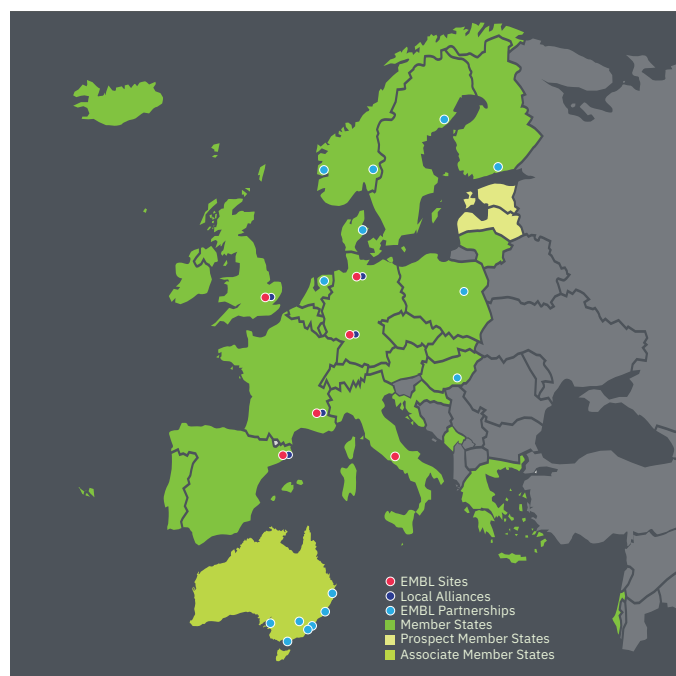 EMBL Sites
Local Alliances
EMBL Partnerships
Member States
Prospect Member States
Associate Member States